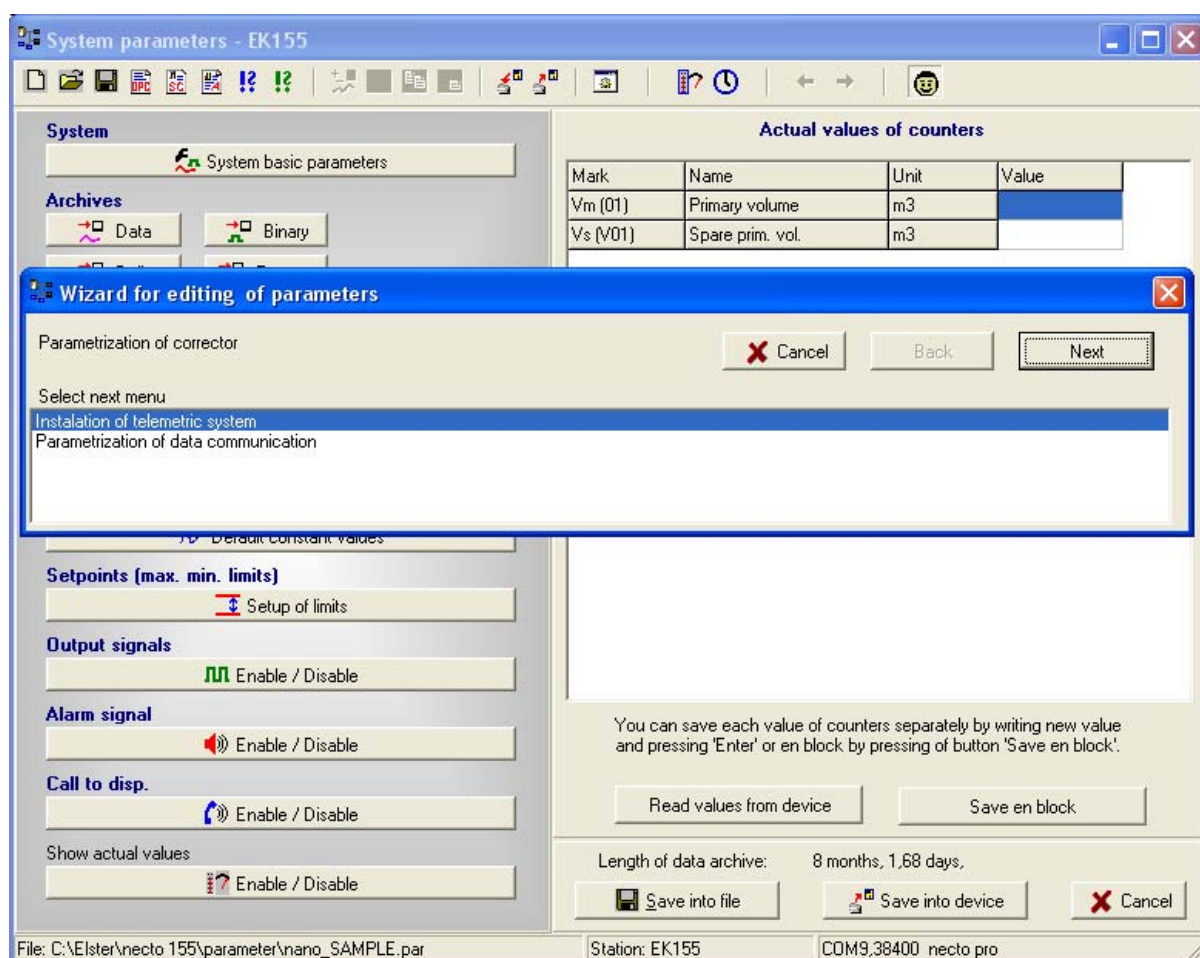 System parameters - EK155
System
System basic parameters
Archives
Data
Binary
Actual values of counters
Mark Name Unit Value
Vm (01) Primary volume m3
Vs (V01) Spare prim. vol. m3
Wizard for editing of parameters
Parametrization of corrector
Cancel
Back
Next
Select next menu
Instalation of telemetric system
Parametrization of data communication
Default constant values
Setpoints (max. min. limits)
Setup of limits
Output signals
Enable / Disable
Alarm signal
Enable / Disable
Call to disp.
Enable / Disable
Show actual values
Enable / Disable
You can save each value of counters separately by writing new value
and pressing 'Enter' or en block by pressing of button 'Save en block'.
Read values from device
Save en block
Length of data archive: 8 months, 1,68 days,
Save into file
Save into device
Cancel
File: C:\Elster\necto 155\parameter\nano_SAMPLE.par
Station: EK155
COM9,38400 necto pro